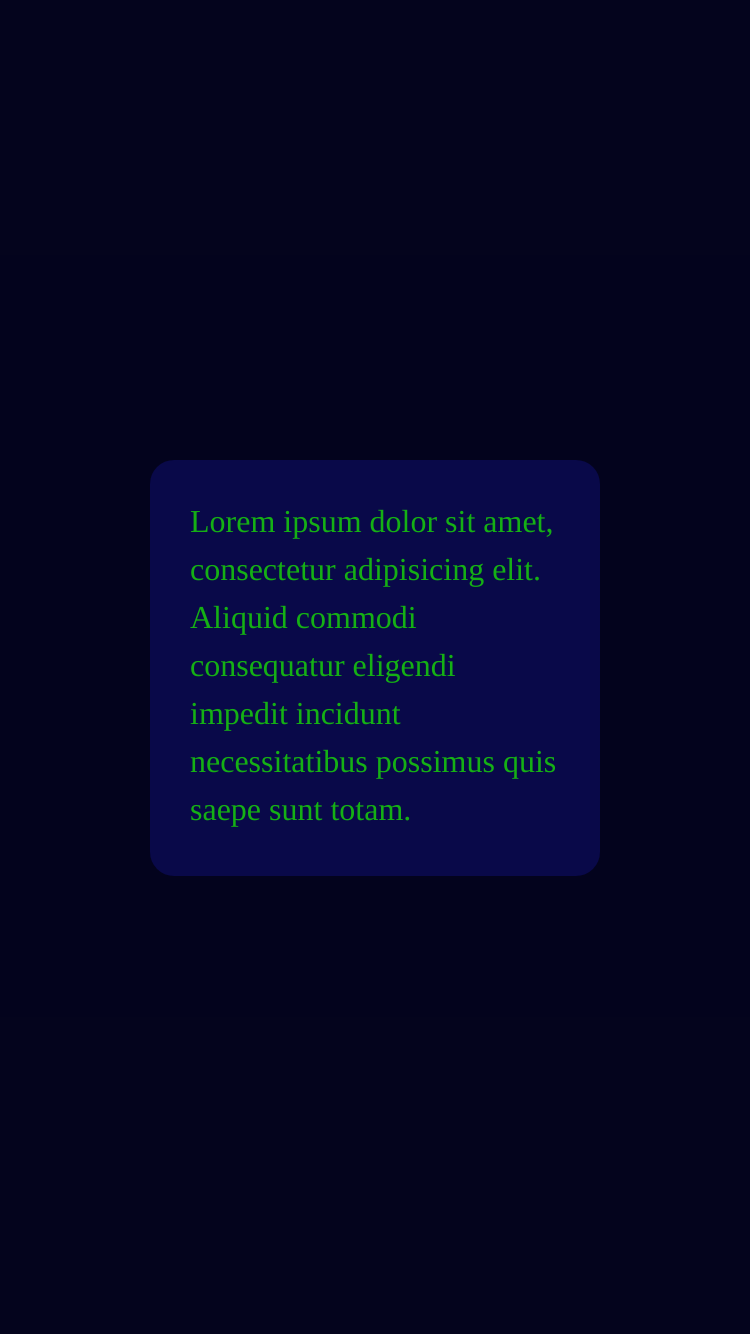 Lorem ipsum dolor sit amet,
consectetur adipisicing elit.
Aliquid commodi
consequatur eligendi
impedit incidunt
necessitatibus possimus quis
saepe sunt totam.